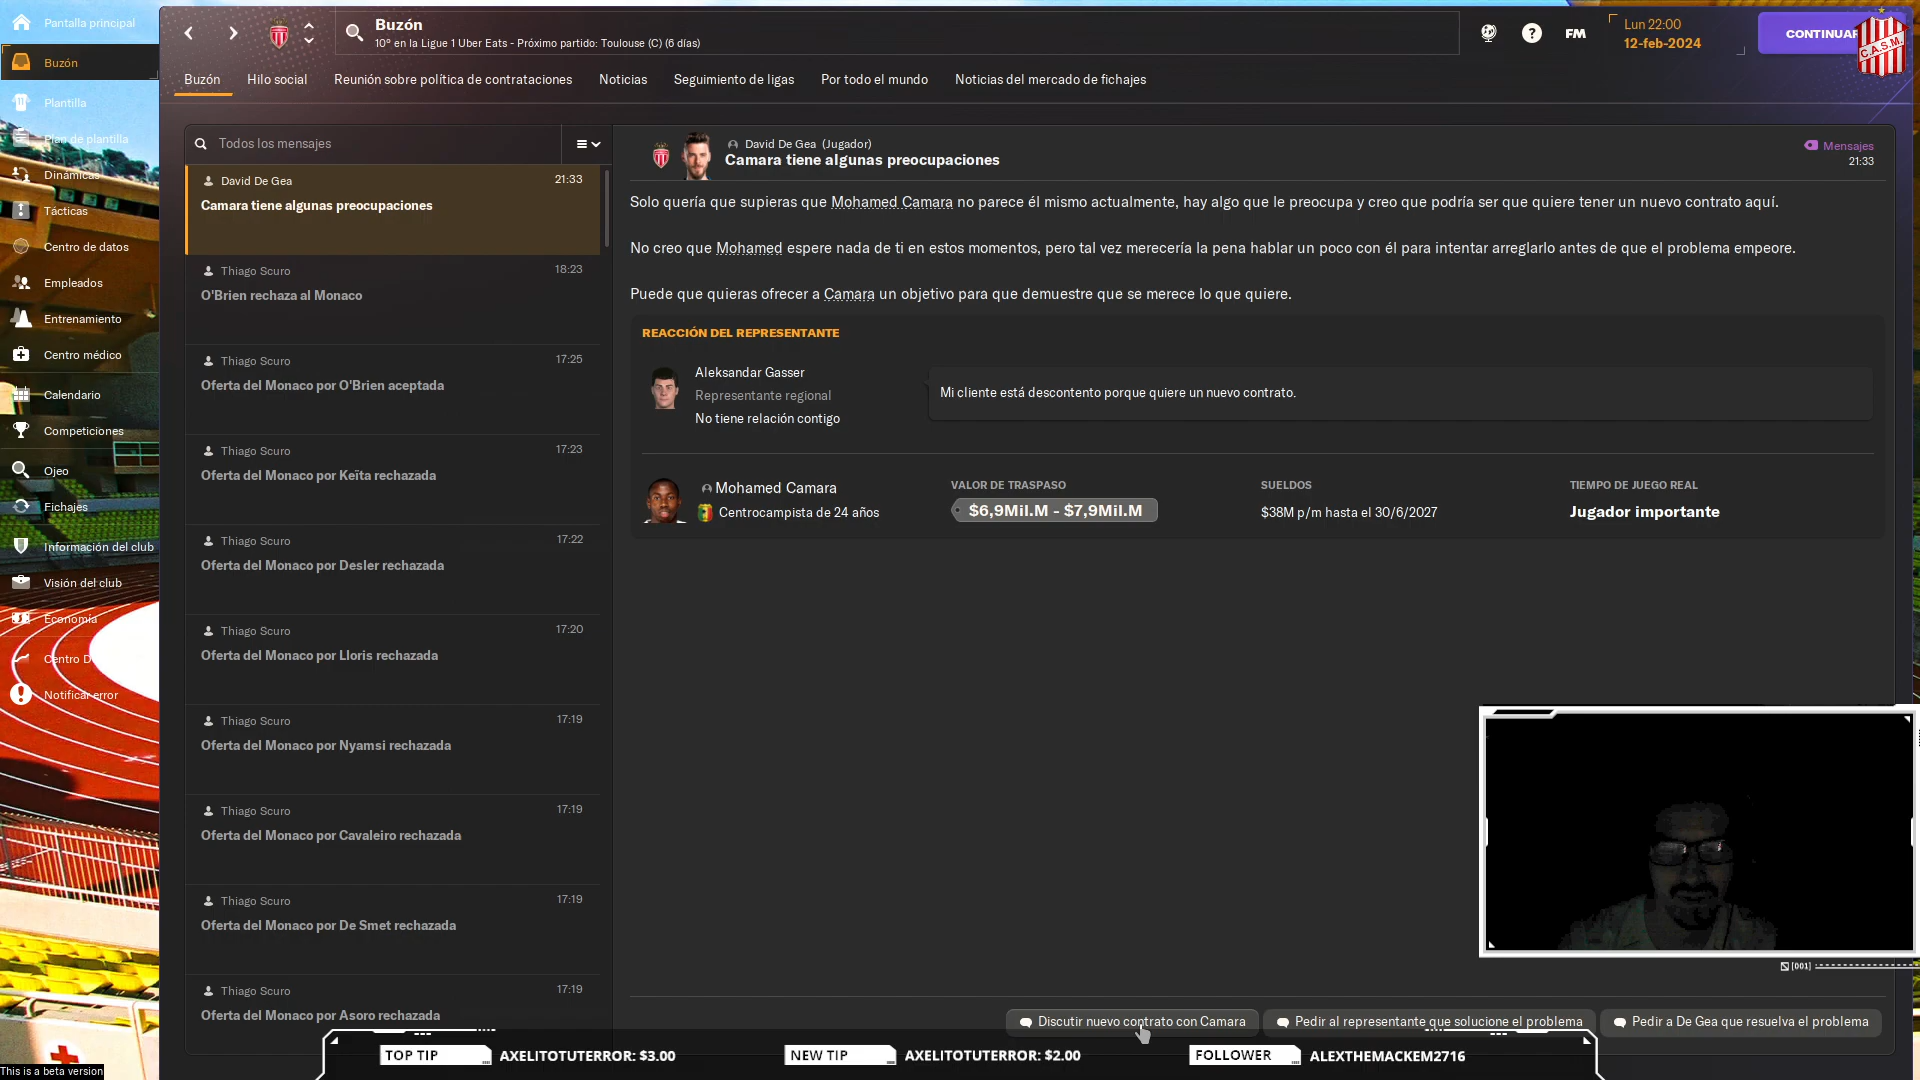 Pantalla principal
Buzón
Plantilla
Plan de plantilla
Dinámicas
Tácticas
Centro de datos
Empleados
Entrenamiento
Centro médico
Calendario
Competiciones
Ojeo
Fichajes
Información del club
Visión del club
Economía
Centro D
Notificar error
This is a beta version
Buzón
10º en la Ligue 1 Uber Eats - Próximo partido: Toulouse (C) (6 días)
FM
Lun 22:00
12-feb-2024
CONTINUAR
C.A.S.M.
Buzón
Hilo social
Reunión sobre política de contrataciones
Noticias
Seguimiento de ligas
Por todo el mundo
Noticias del mercado de fichajes
Todos los mensajes
David De Gea 21:33
Camara tiene algunas preocupaciones
Thiago Scuro 18:23
O'Brien rechaza al Monaco
Thiago Scuro 17:25
Oferta del Monaco por O'Brien aceptada
Thiago Scuro 17:23
Oferta del Monaco por Keïta rechazada
Thiago Scuro 17:22
Oferta del Monaco por Desler rechazada
Thiago Scuro 17:20
Oferta del Monaco por Lloris rechazada
Thiago Scuro 17:19
Oferta del Monaco por Nyamsi rechazada
Thiago Scuro 17:19
Oferta del Monaco por Cavaleiro rechazada
Thiago Scuro 17:19
Oferta del Monaco por De Smet rechazada
Thiago Scuro 17:19
Oferta del Monaco por Asoro rechazada
David De Gea (Jugador)
Camara tiene algunas preocupaciones
Mensajes
21:33
Solo quería que supieras que Mohamed Camara no parece él mismo actualmente, hay algo que le preocupa y creo que podría ser que quiere tener un nuevo contrato aquí.
No creo que Mohamed espere nada de ti en estos momentos, pero tal vez merecería la pena hablar un poco con él para intentar arreglarlo antes de que el problema empeore.
Puede que quieras ofrecer a Camara un objetivo para que demuestre que se merece lo que quiere.
REACCIÓN DEL REPRESENTANTE
Aleksandar Gasser
Representante regional
No tiene relación contigo
Mi cliente está descontento porque quiere un nuevo contrato.
Mohamed Camara
Centrocampista de 24 años
VALOR DE TRASPASO
$6,9Mil.M - $7,9Mil.M
SUELDOS
$38M p/m hasta el 30/6/2027
TIEMPO DE JUEGO REAL
Jugador importante
[001]
Discutir nuevo contrato con Camara
Pedir al representante que solucione el problema
Pedir a De Gea que resuelva el problema
TOP TIP
AXELITOTUTERROR: $3.00
NEW TIP
AXELITOTUTERROR: $2.00
FOLLOWER
ALEXTHEMACKEM2716